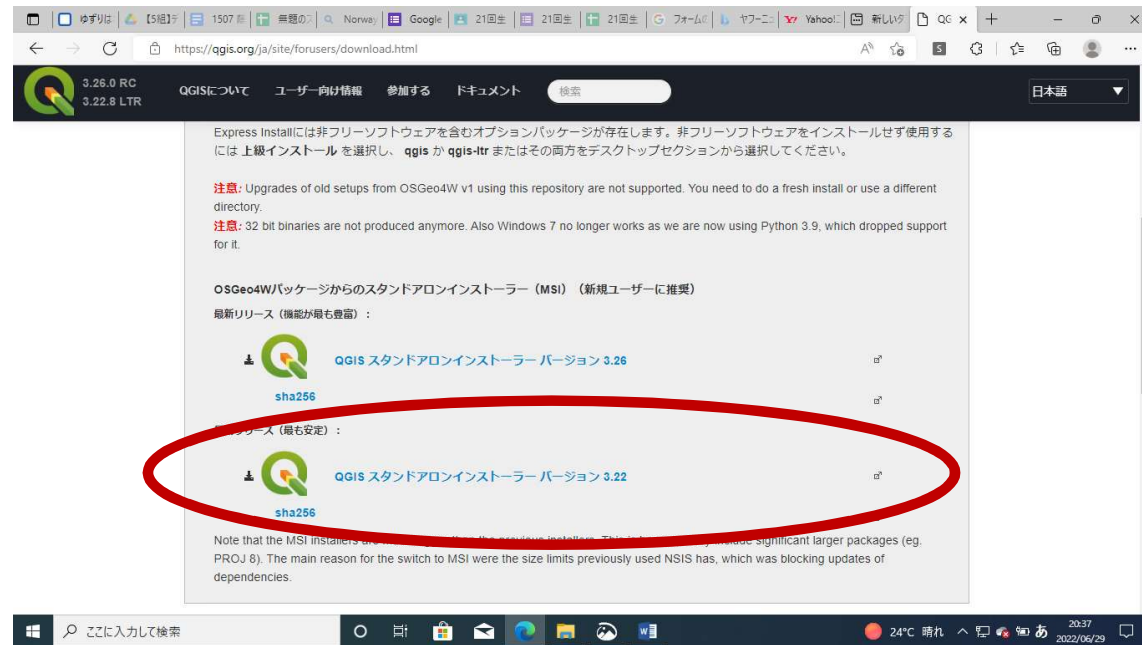 ゆずりは
【5組】
1507
無題の
Norway
Google
21回生
21回生
21回生
フォーム
ヤフー
Yahoo!
新しい
QG
https://qgis.org/ja/site/forusers/download.html
3.26.0 RC
3.22.8 LTR
QGISについて
ユーザー向け情報
参加する
ドキュメント
検索
日本語
Express Installには非フリーソフトウェアを含むオプションパッケージが存在します。非フリーソフトウェアをインストールせず使用する
には 上級インストール を選択し、 qgis か qgis-ltr またはその両方をデスクトップセクションから選択してください。
注意: Upgrades of old setups from OSGeo4W v1 using this repository are not supported. You need to do a fresh install or use a different
directory.
注意: 32 bit binaries are not produced anymore. Also Windows 7 no longer works as we are now using Python 3.9, which dropped support
for it.
OSGeo4Wパッケージからのスタンドアロンインストーラー（MSI）（新規ユーザーに推奨）
最新リリース（機能が最も豊富）：
QGIS スタンドアロンインストーラー バージョン 3.26
sha256
リース（最も安定）：
QGIS スタンドアロンインストーラー バージョン 3.22
sha256
Note that the MSI installers are
significant larger packages (eg.
PROJ 8). The main reason for the switch to MSI were the size limits previously used NSIS has, which was blocking updates of
dependencies.
ここに入力して検索
24°C 晴れ
あ
20:37
2022/06/29